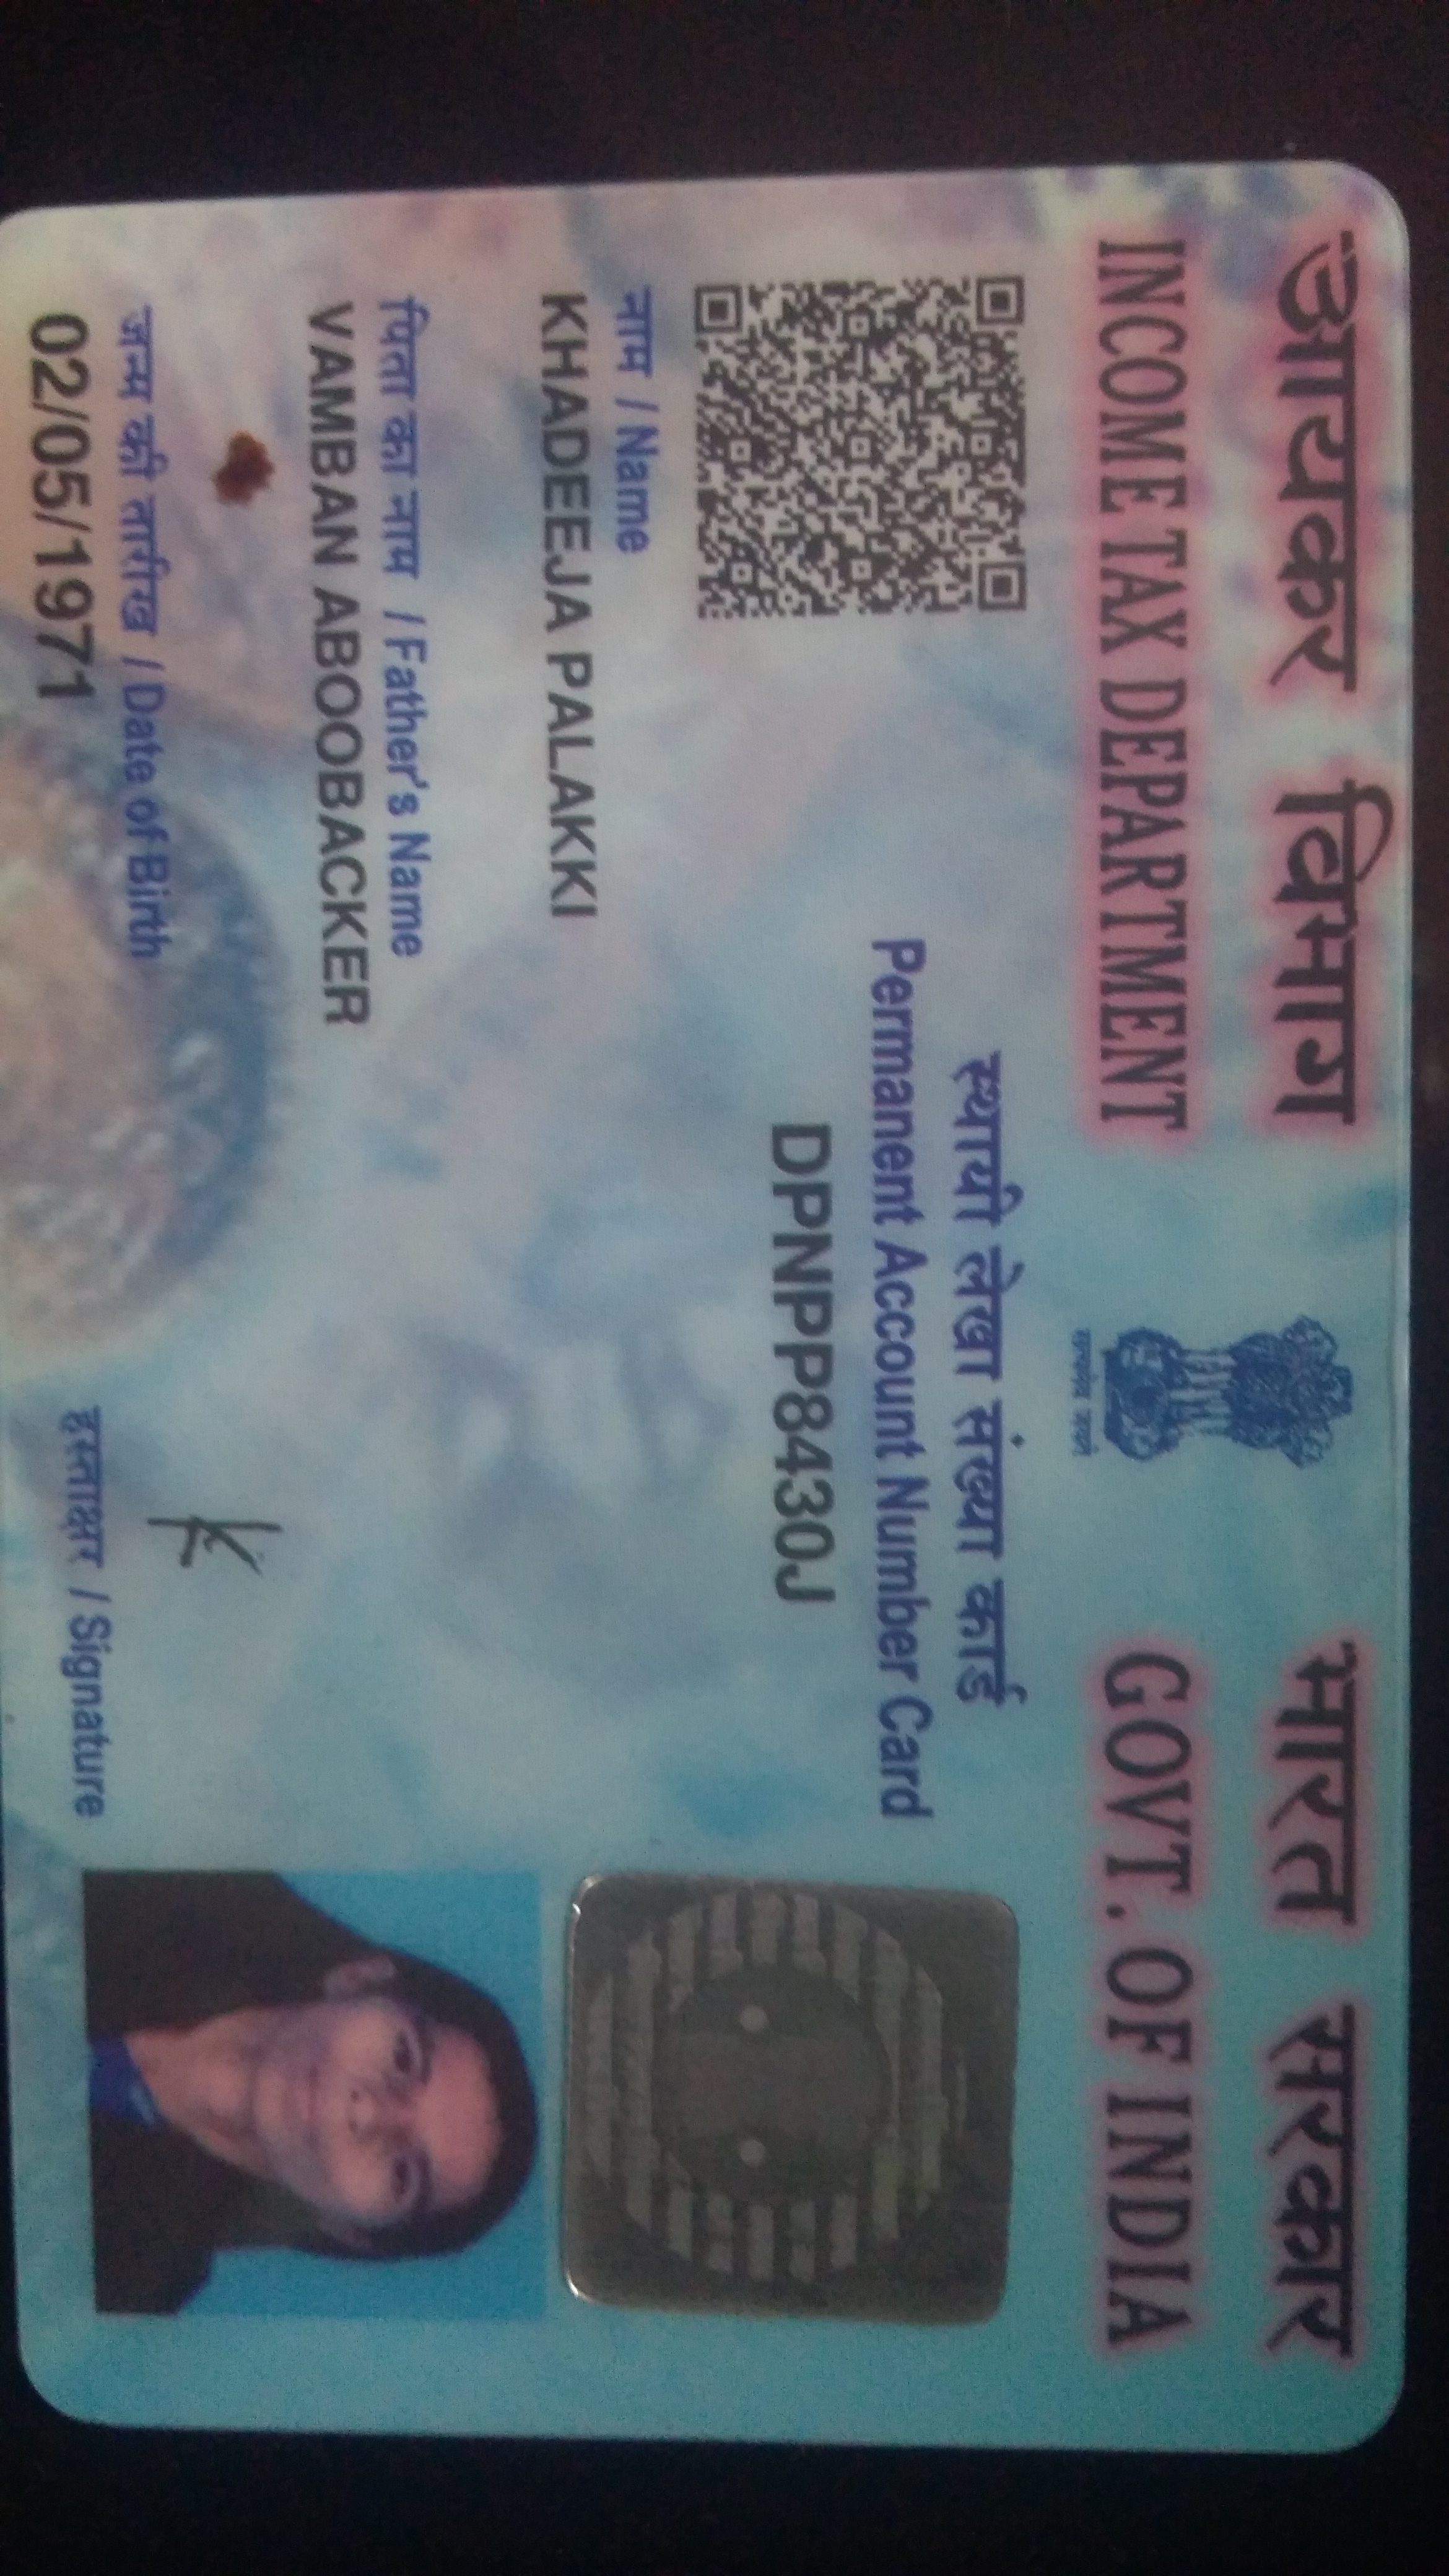 आयकर विभाग
INCOME TAX DEPARTMENT
सत्यमेव जयते
भारत सरकार
GOVT. OF INDIA
स्थायी लेखा संख्या कार्ड
Permanent Account Number Card
DPNPP8430J
नाम / Name
KHADEEJA PALAKKI
पिता का नाम / Father's Name
VAMBAN ABOOBACKER
जन्म की तारीख / Date of Birth
02/05/1971
हस्ताक्षर / Signature